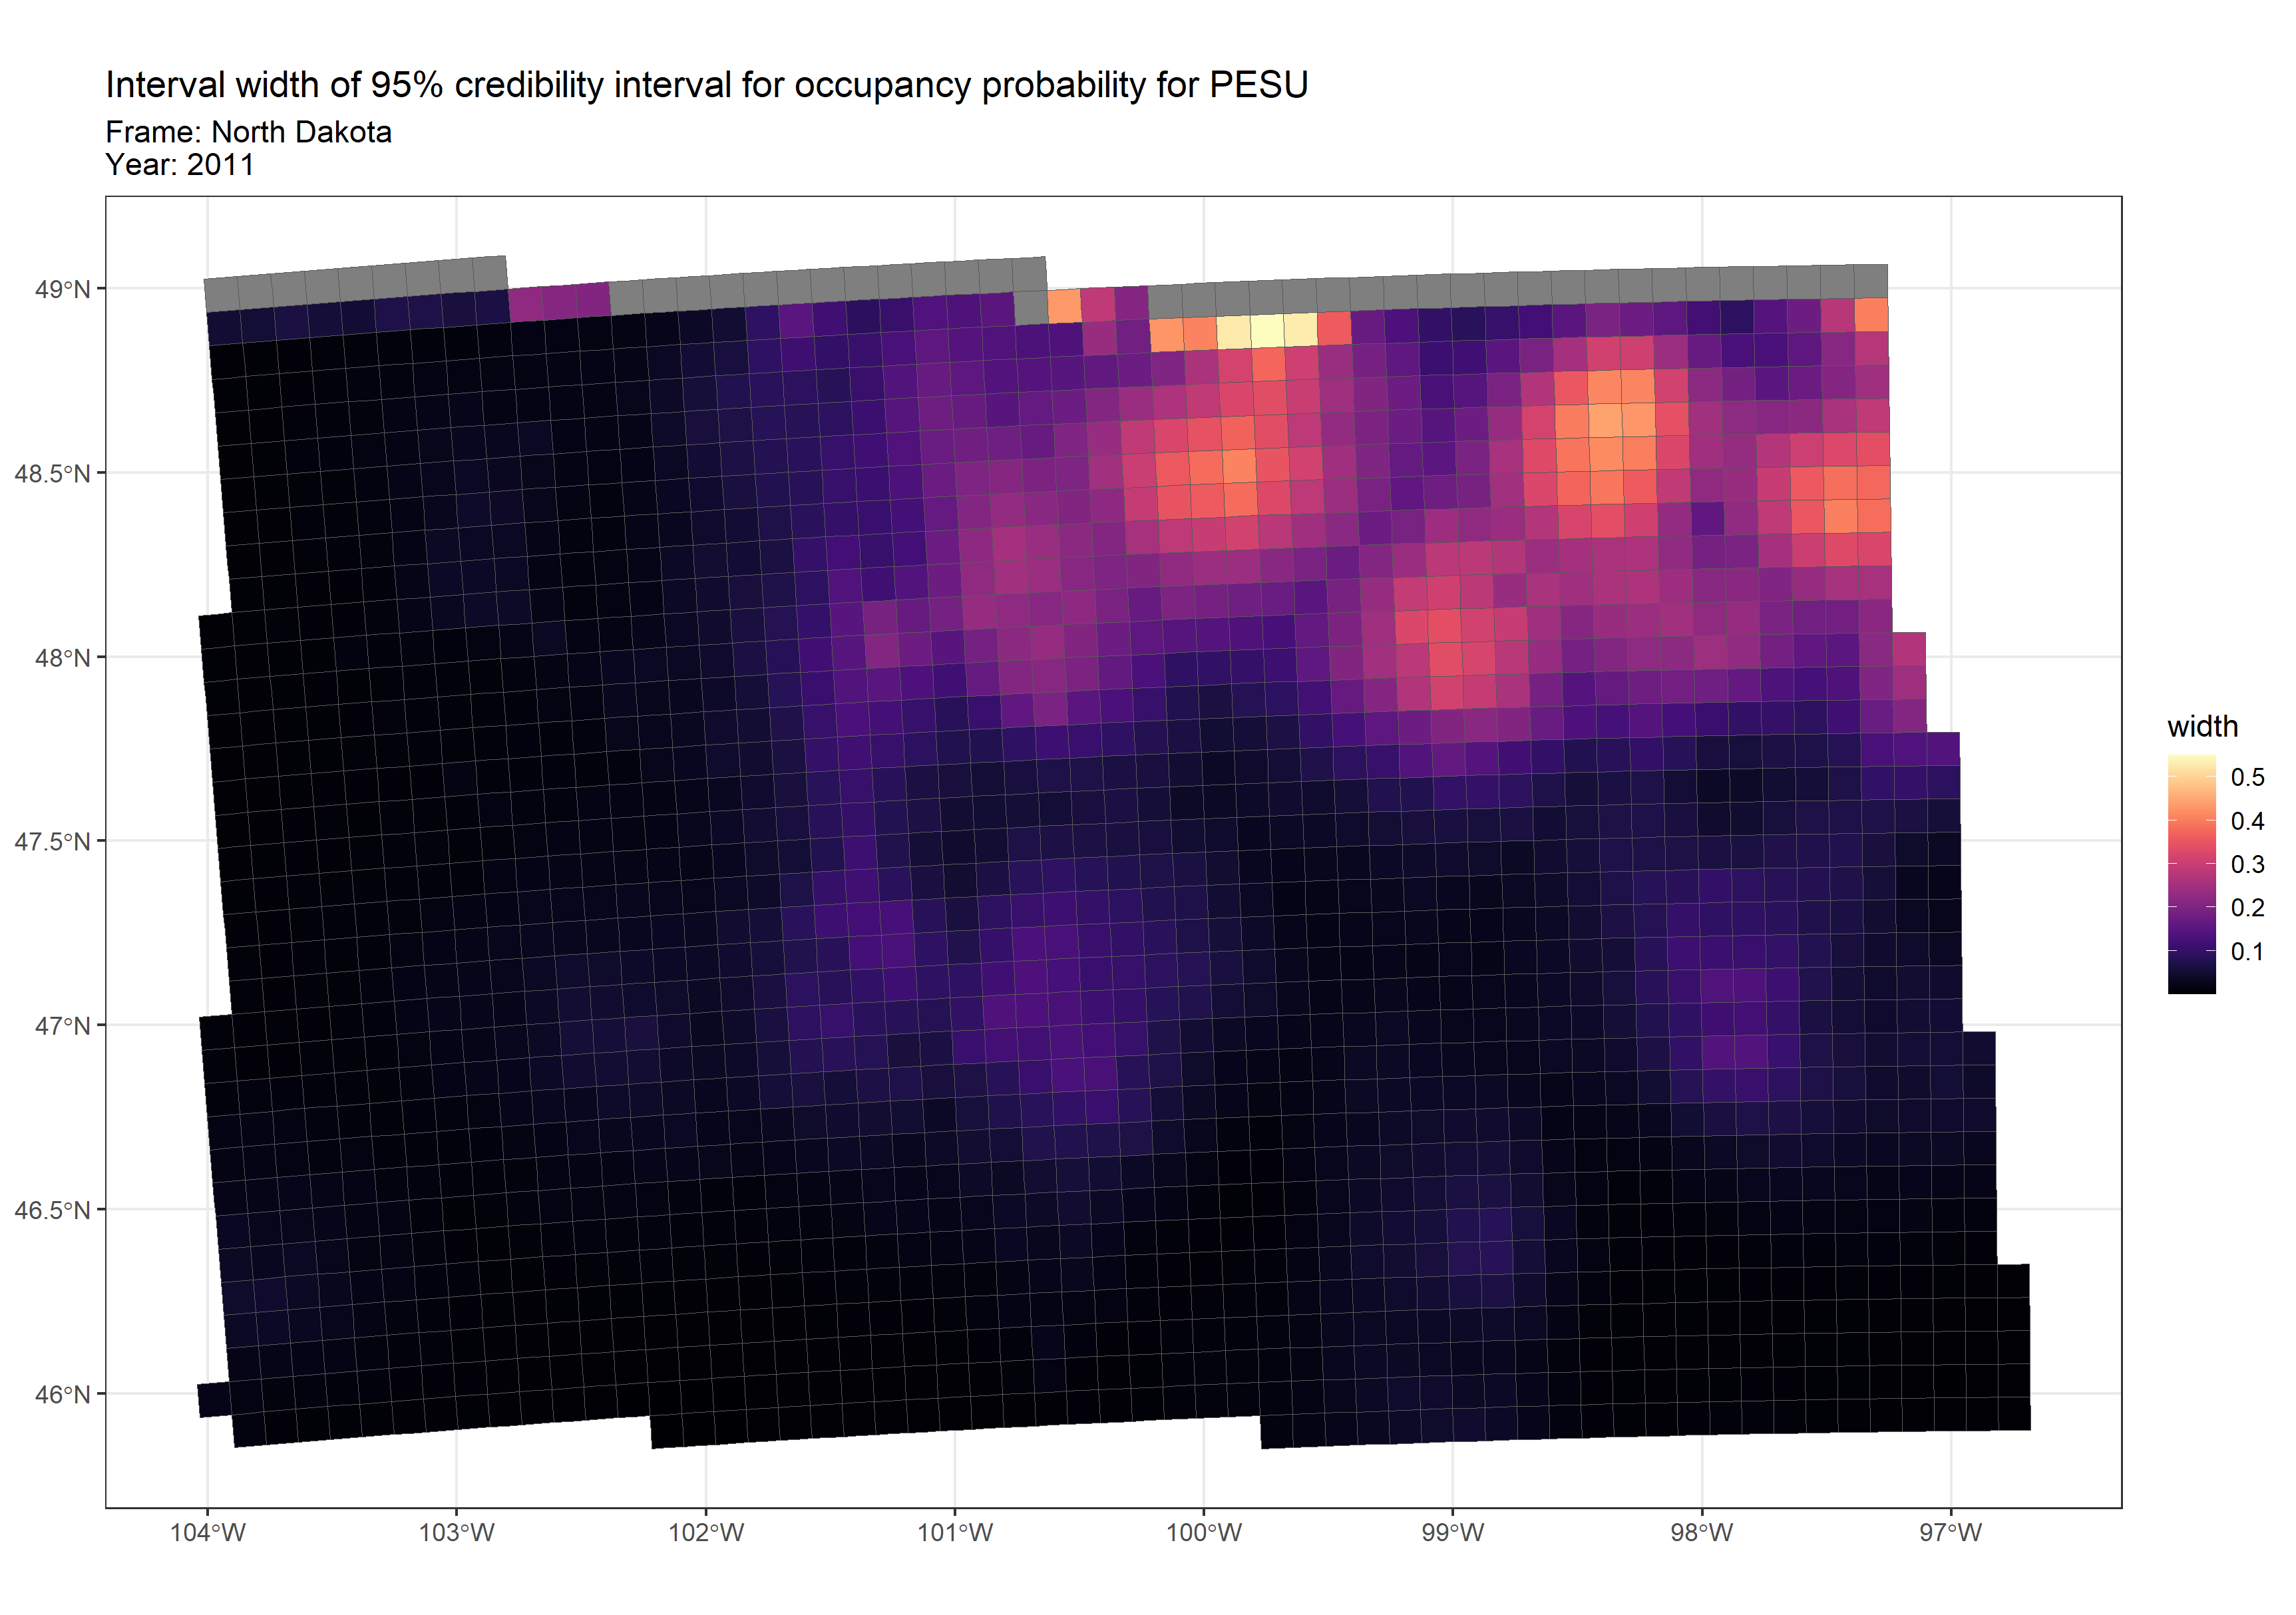 Interval width of 95% credibility interval for occupancy probability for PESU
Frame: North Dakota
Year: 2011
49°N
48.5°N
48°N
47.5°N
47°N
46.5°N
46°N
104°W
103°W
102°W
101°W
100°W
99°W
98°W
97°W
width
0.5
0.4
0.3
0.2
0.1